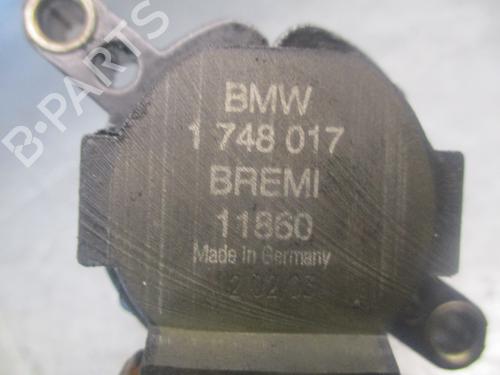 B-PARTS
BMW
1 748 017
BREMI
11860
Made in Germany